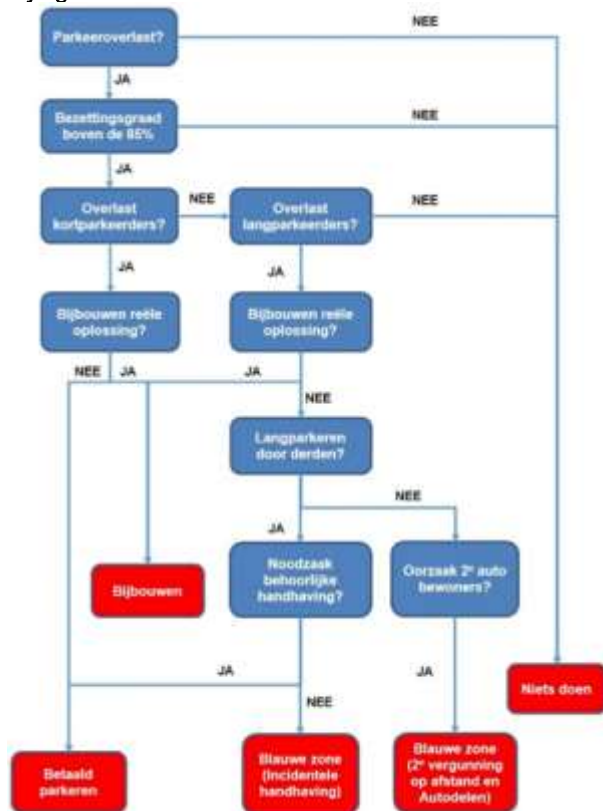 Parkeeroverlast?
NEE
JA
Bezettingsgraad
boven de 85%
NEE
JA
Overlast
kortparkeerders?
NEE
Overlast
langparkeerders?
NEE
JA
JA
Bijbouwen reële
oplossing?
Bijbouwen reële
oplossing?
NEE
JA
JA
NEE
Langparkeren
door derden?
NEE
JA
Noodzaak
behoorlijke
handhaving?
Oorzaak 2e auto
bewoners?
Bijbouwen
JA
JA
NEE
Niets doen
Betaald
parkeren
Blauwe zone
(Incidentele
handhaving)
Blauwe zone
(2e vergunning
op afstand en
Autodelen)